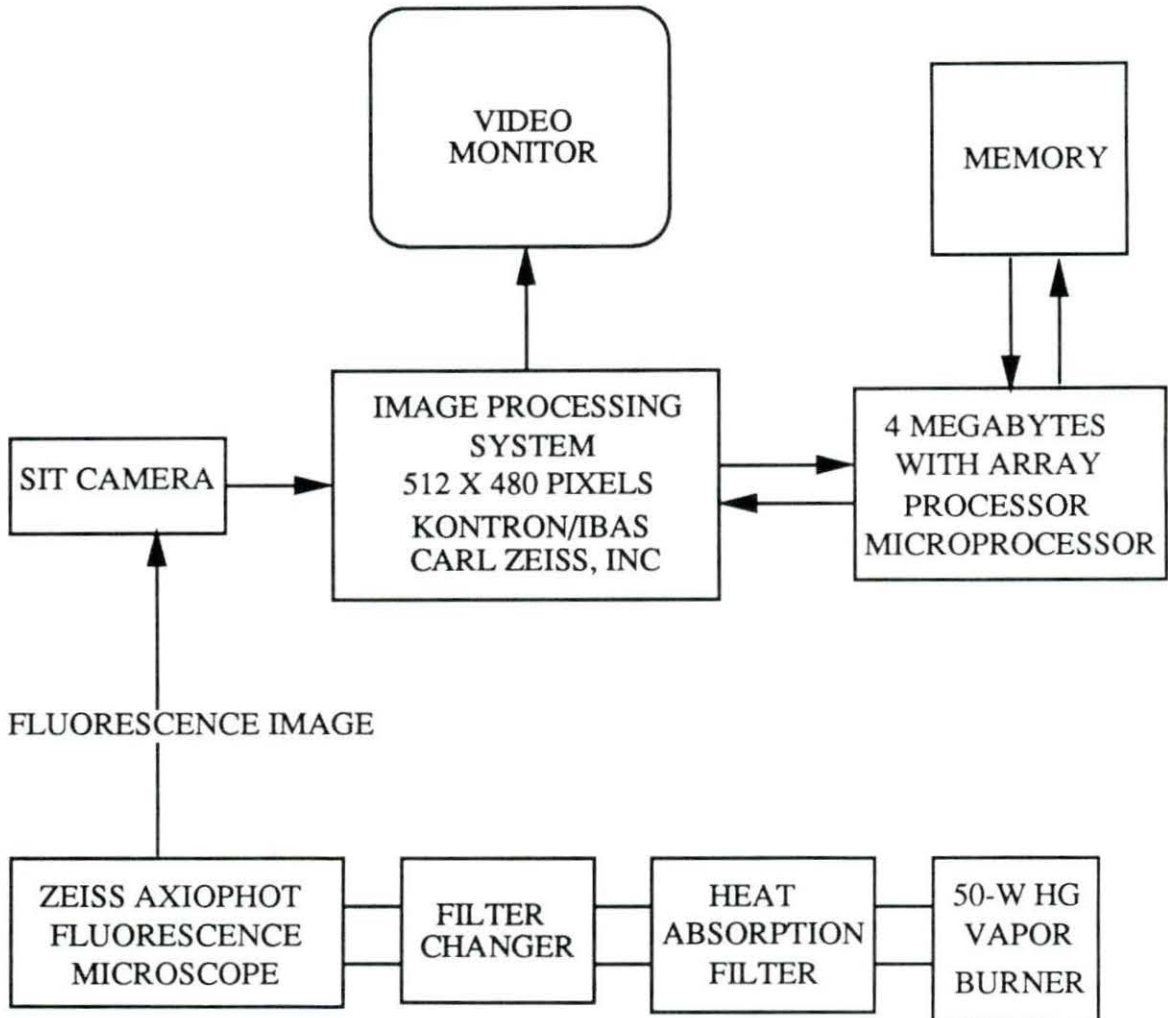 VIDEO
MONITOR
MEMORY
IMAGE PROCESSING
SYSTEM
512 X 480 PIXELS
KONTRON/IBAS
CARL ZEISS, INC
4 MEGABYTES
WITH ARRAY
PROCESSOR
MICROPROCESSOR
SIT CAMERA
FLUORESCENCE IMAGE
ZEISS AXIOPHOT
FLUORESCENCE
MICROSCOPE
FILTER
CHANGER
HEAT
ABSORPTION
FILTER
50-W HG
VAPOR
BURNER